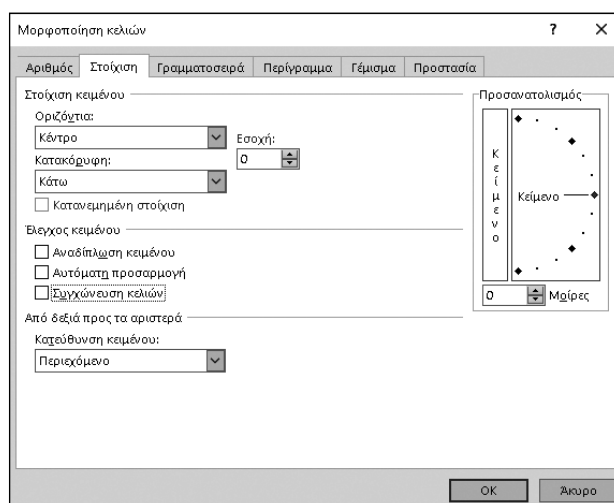 Μορφοποίηση κελιών ? ×
Αριθμός Στοίχιση Γραμματοσειρά Περίγραμμα Γέμισμα Προστασία
Στοίχιση κειμένου
Οριζόντια:
Κέντρο
Εσοχή:
0
Κατακόρυφη:
Κάτω
Κατανεμημένη στοίχιση
Έλεγχος κειμένου
Αναδίπλωση κειμένου
Αυτόματη προσαρμογή
Συγχώνευση κελιών
Από δεξιά προς τα αριστερά
Κατεύθυνση κειμένου:
Περιεχόμενο
Προσανατολισμός
Κείμενο
Κείμενο
0 Μοίρες
OK Άκυρο